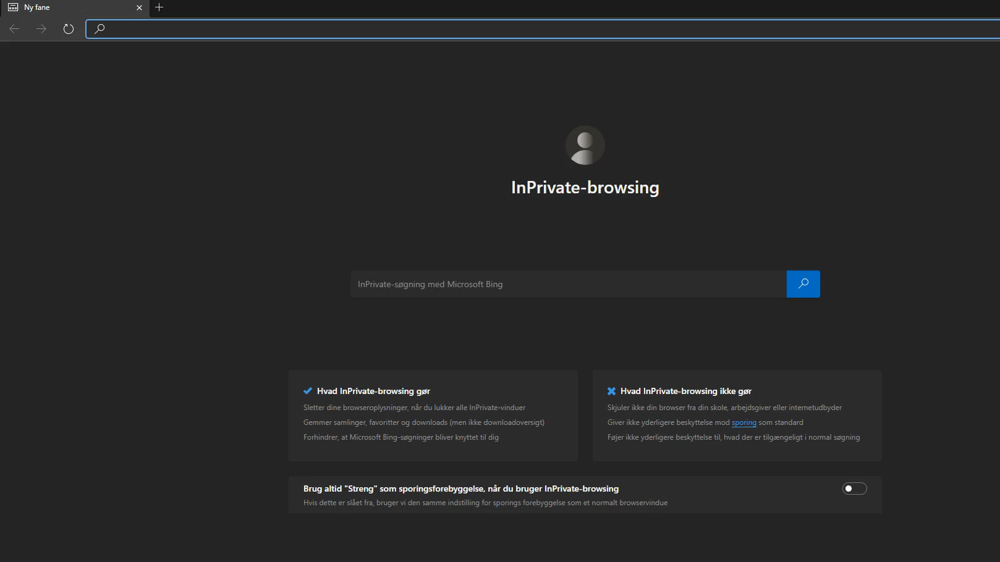 Ny fane
InPrivate-browsing
InPrivate-søgning med Microsoft Bing
Hvad InPrivate-browsing gør
Sletter dine browseroplysninger, når du lukker alle InPrivate-vinduer
Gemmer samlinger, favoritter og downloads (men ikke downloadoversigt)
Forhindrer, at Microsoft Bing-søgninger bliver knyttet til dig
Hvad InPrivate-browsing ikke gør
Skjuler ikke din browser fra din skole, arbejdsgiver eller internetudbyder
Giver ikke yderligere beskyttelse mod sporing som standard
Føjer ikke yderligere beskyttelse til, hvad der er tilgængeligt i normal søgning
Brug altid "Streng" som sporingsforebyggelse, når du bruger InPrivate-browsing
Hvis dette er slået fra, bruger vi den samme indstilling for sporings forebyggelse som et normalt browservindue